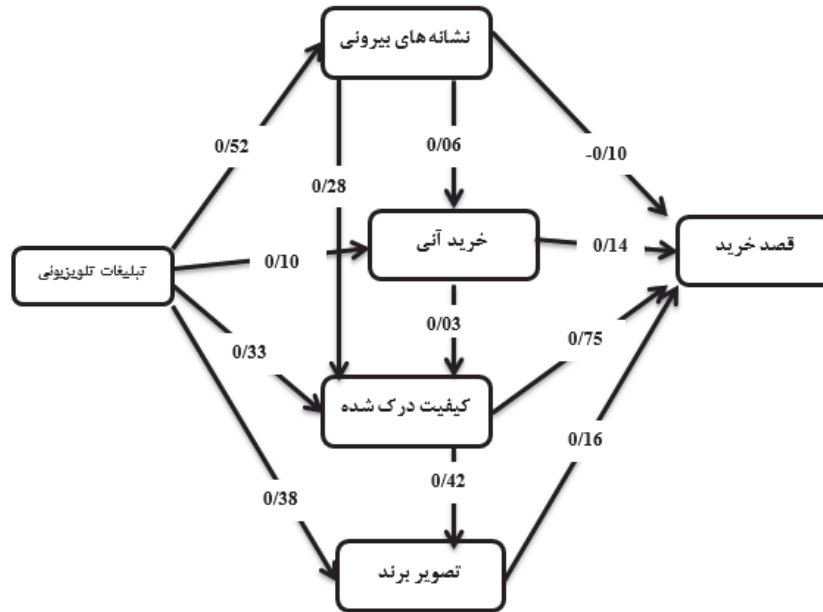 نشانه‌های بیرونی
0/52
0/06
-0/10
0/28
خرید آنی
قصد خرید
0/14
تبلیغات تلویزیونی
0/10
0/03
0/33
0/75
کیفیت درک شده
0/16
0/42
0/38
تصویر برند